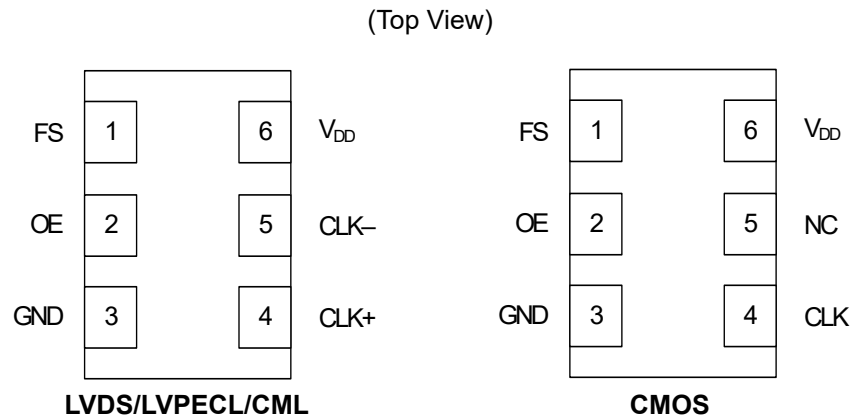 (Top View)
FS 1 6 VDD
OE 2 5 CLK–
GND 3 4 CLK+
LVDS/LVPECL/CML
FS 1 6 VDD
OE 2 5 NC
GND 3 4 CLK
CMOS